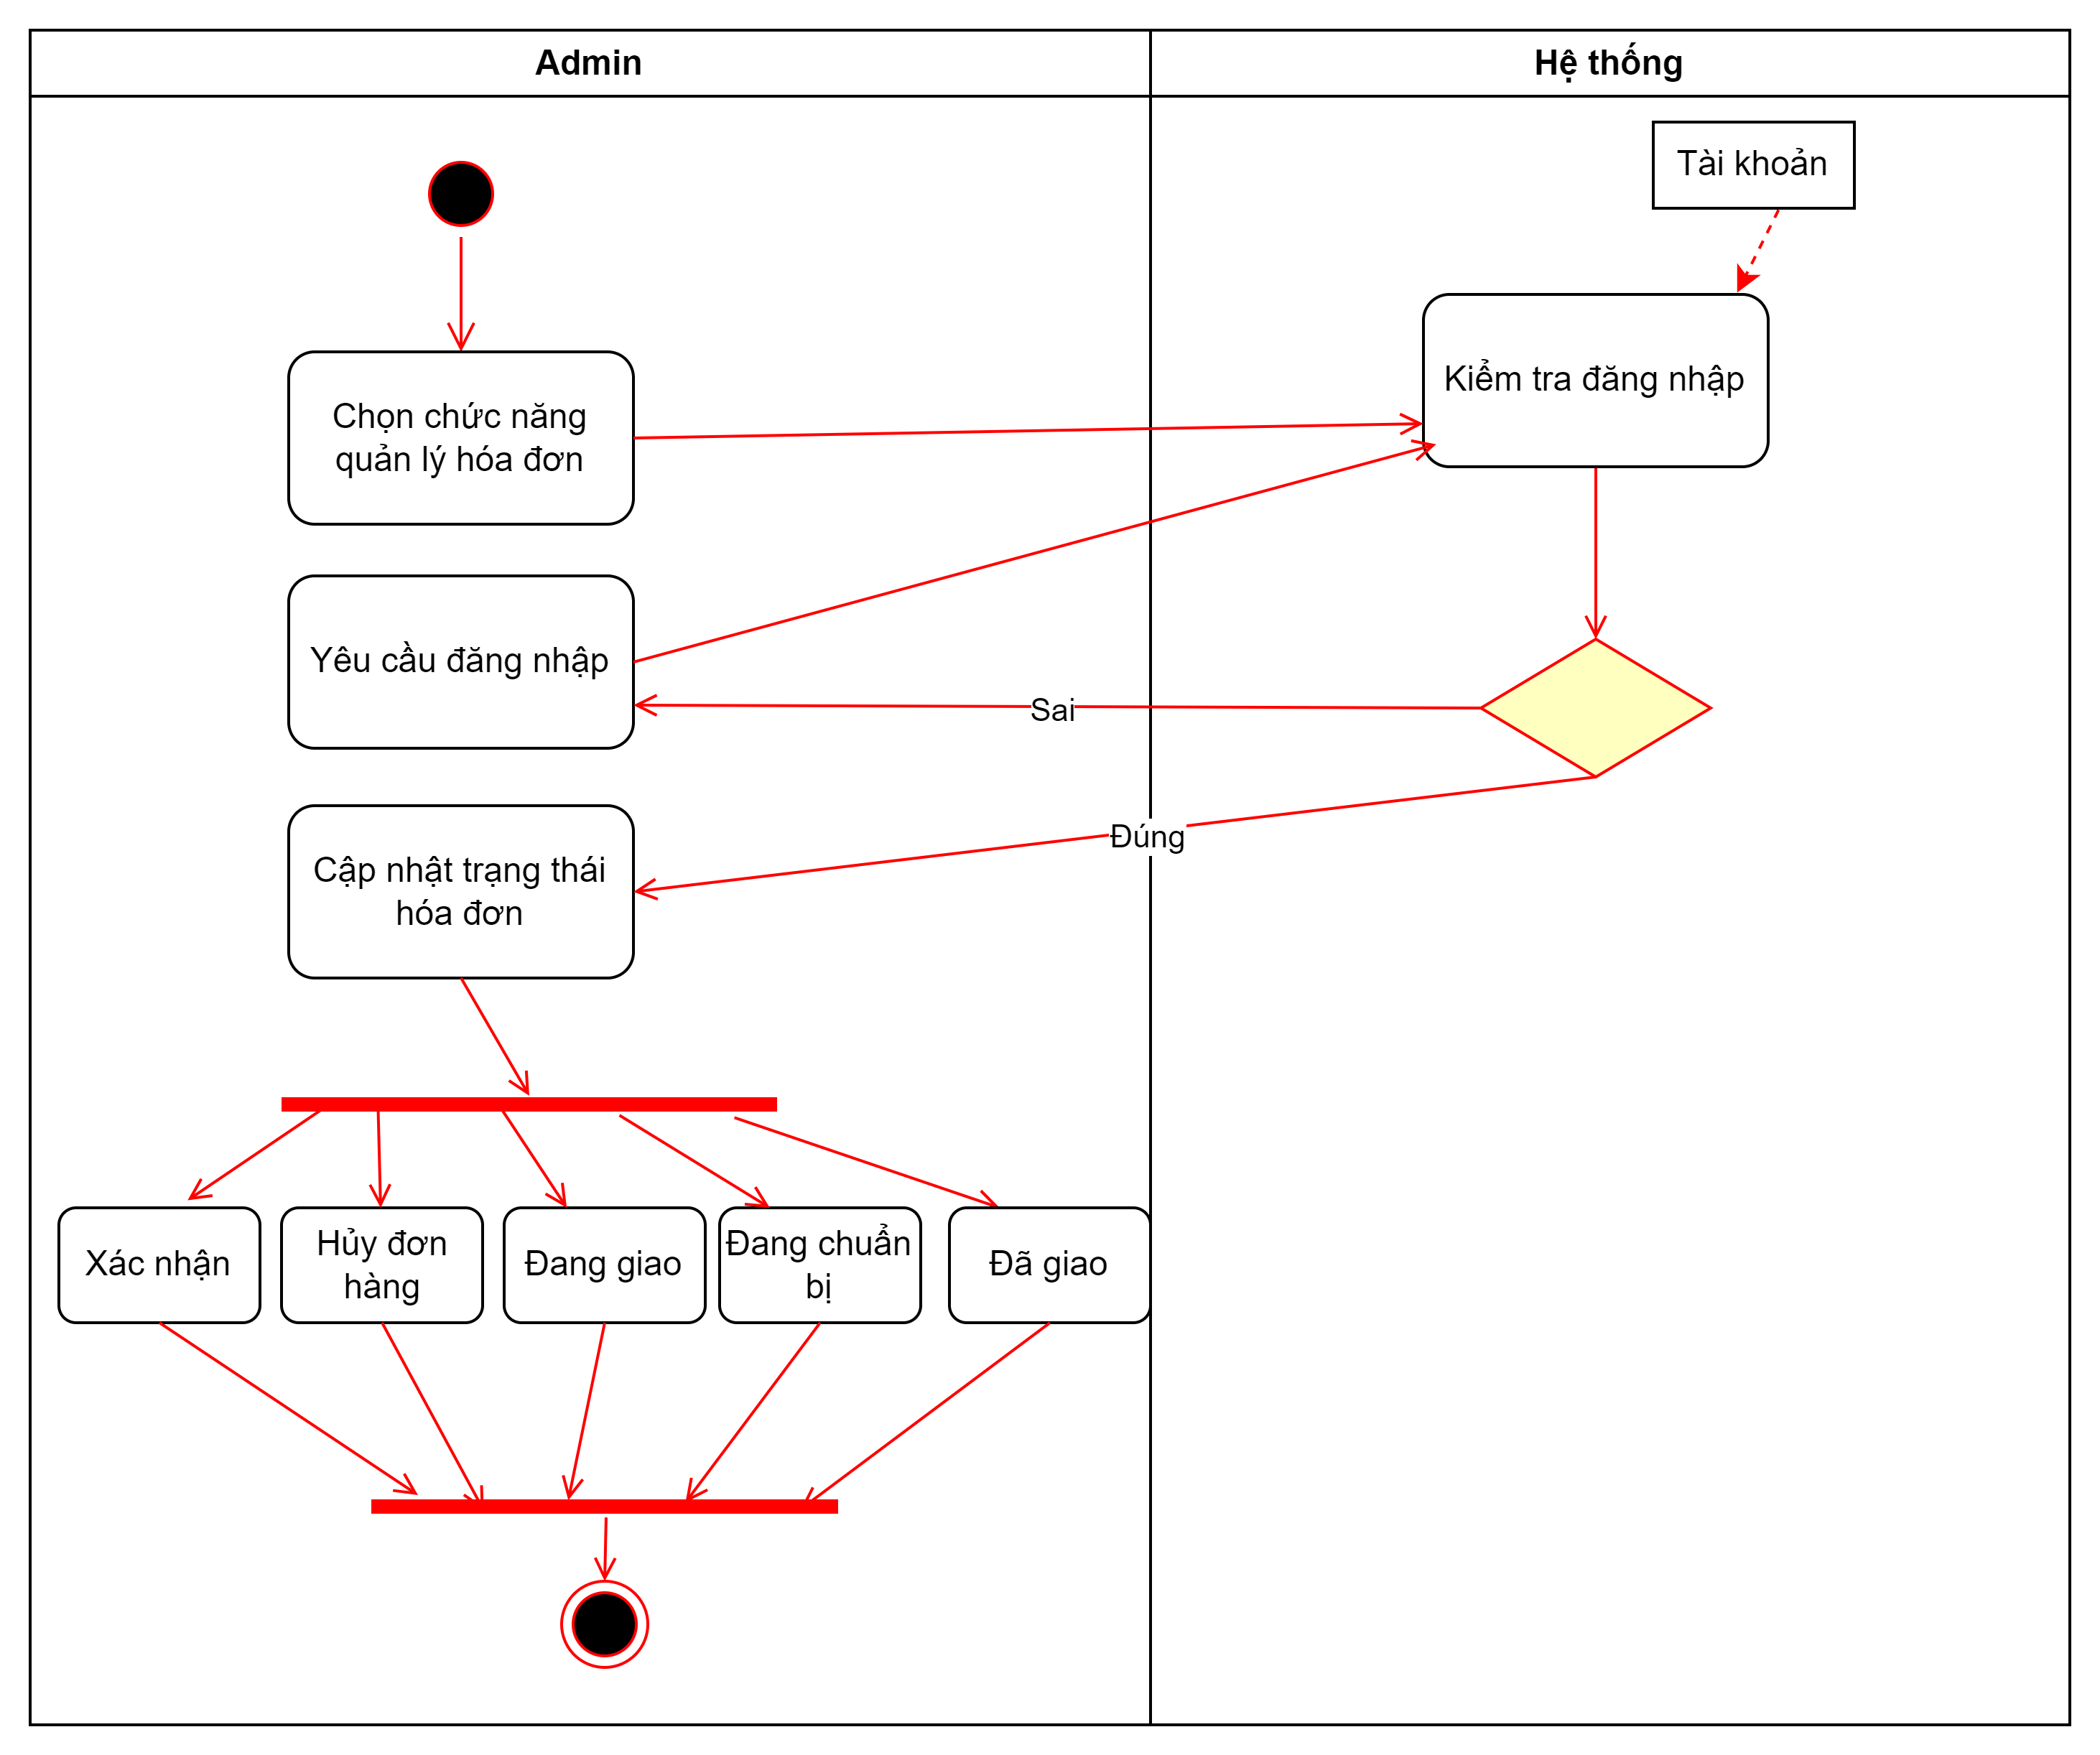 Admin
Hệ thống
Tài khoản
Kiểm tra đăng nhập
Chọn chức năng
quản lý hóa đơn
Yêu cầu đăng nhập
Sai
Đúng
Cập nhật trạng thái
hóa đơn
Xác nhận
Hủy đơn
hàng
Đang giao
Đang chuẩn
bị
Đã giao